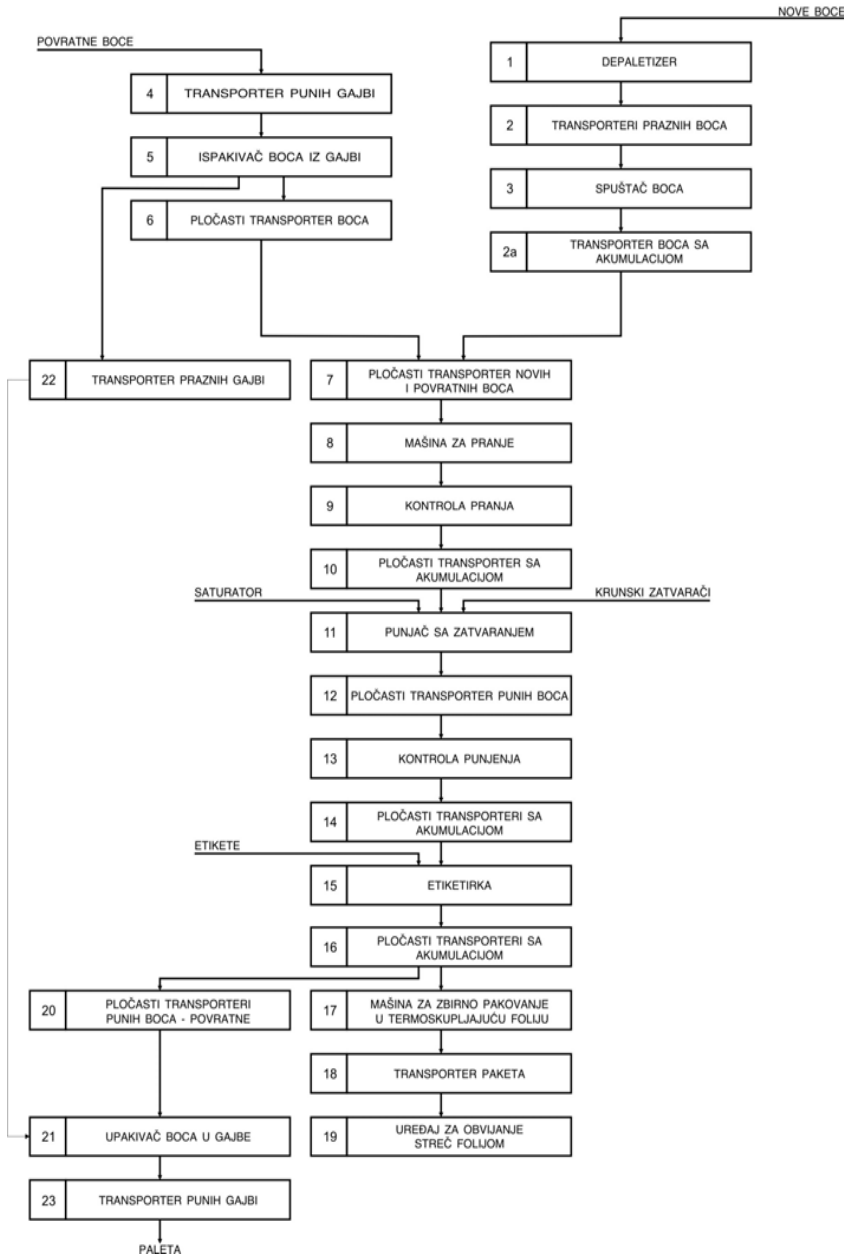 NOVE BOCE
POVRATNE BOCE
1 DEPALETIZER
4 TRANSPORTER PUNIH GAJBI
2 TRANSPORTERI PRAZNIH BOCA
5 ISPAKIVAČ BOCA IZ GAJBI
3 SPUŠTAČ BOCA
6 PLOČASTI TRANSPORTER BOCA
2a TRANSPORTER BOCA SA
AKUMULACIJOM
22 TRANSPORTER PRAZNIH GAJBI
7 PLOČASTI TRANSPORTER NOVIH
I POVRATNIH BOCA
8 MAŠINA ZA PRANJE
9 KONTROLA PRANJA
10 PLOČASTI TRANSPORTER SA
AKUMULACIJOM
SATURATOR
KRUNSKI ZATVARAČI
11 PUNJAČ SA ZATVARANJEM
12 PLOČASTI TRANSPORTER PUNIH BOCA
13 KONTROLA PUNJENJA
14 PLOČASTI TRANSPORTERI SA
AKUMULACIJOM
ETIKETE
15 ETIKETIRKA
16 PLOČASTI TRANSPORTERI SA
AKUMULACIJOM
20 PLOČASTI TRANSPORTERI
PUNIH BOCA - POVRATNE
17 MAŠINA ZA ZBIRNO PAKOVANJE
U TERMOSKUPLJAJUĆU FOLIJU
18 TRANSPORTER PAKETA
21 UPAKIVAČ BOCA U GAJBE
19 UREĐAJ ZA OBVIJANJE
STREČ FOLIJOM
23 TRANSPORTER PUNIH GAJBI
PALETA